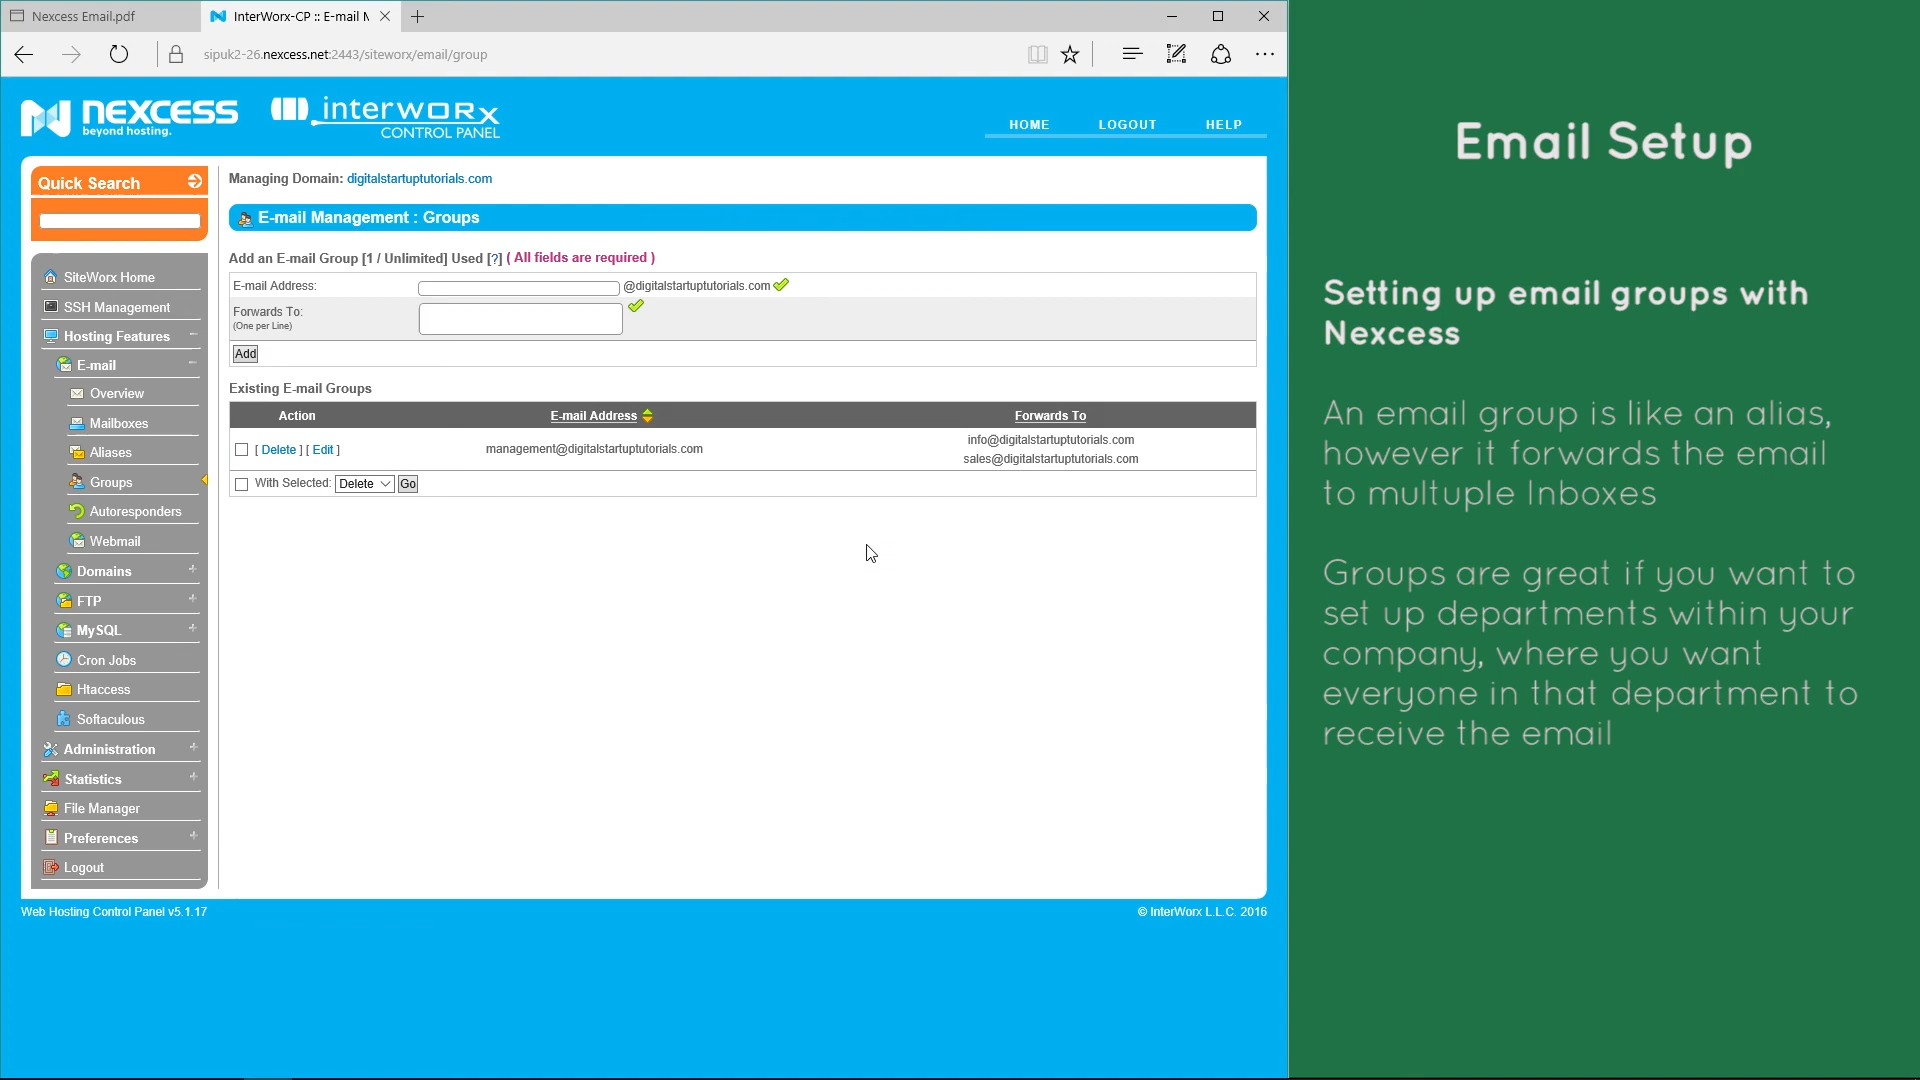 Nexcess Email.pdf
InterWorx-CP :: E-mail M
sipuk2-26.nexcess.net:2443/siteworx/email/group
NEXCESS
beyond hosting.
interworx
CONTROL PANEL
HOME LOGOUT HELP
Quick Search
SiteWorx Home
SSH Management
Hosting Features
E-mail
Overview
Mailboxes
Aliases
Groups
Autoresponders
Webmail
Domains
FTP
MySQL
Cron Jobs
Htaccess
Softaculous
Administration
Statistics
File Manager
Preferences
Logout
Managing Domain: digitalstartuptutorials.com
E-mail Management : Groups
Add an E-mail Group [1 / Unlimited] Used [?] ( All fields are required )
E-mail Address: @digitalstartuptutorials.com
Forwards To:
(One per Line)
Add
Existing E-mail Groups
Action E-mail Address Forwards To
[ Delete ] [ Edit ] management@digitalstartuptutorials.com info@digitalstartuptutorials.com
sales@digitalstartuptutorials.com
With Selected: Delete Go
Web Hosting Control Panel v5.1.17
© InterWorx L.L.C. 2016
Email Setup
Setting up email groups with
Nexcess
An email group is like an alias,
however it forwards the email
to multuple Inboxes
Groups are great if you want to
set up departments within your
company, where you want
everyone in that department to
receive the email